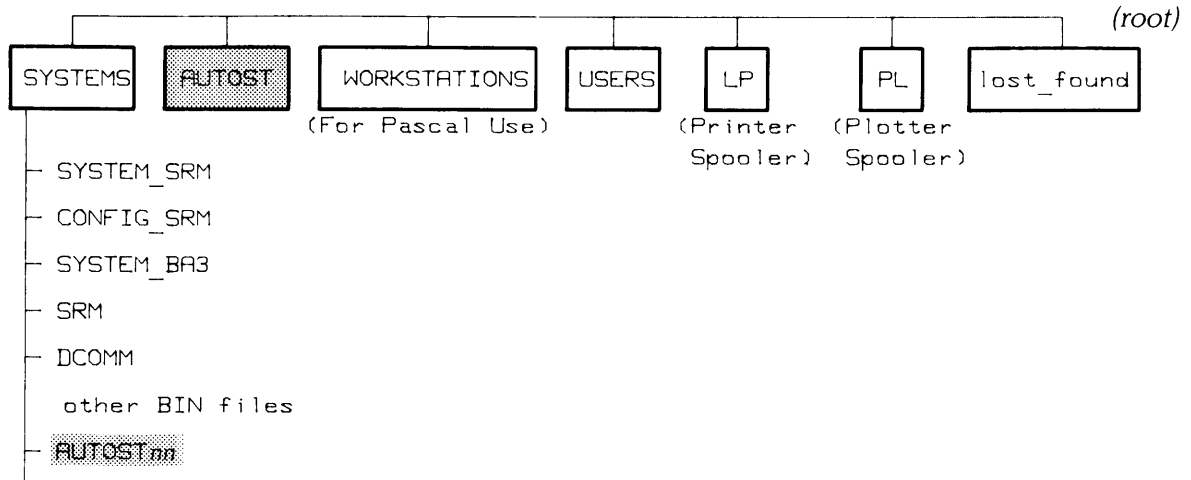 (root)
SYSTEMS AUTOST WORKSTATIONS USERS LP PL lost_found
(For Pascal Use) (Printer Spooler) (Plotter Spooler)
SYSTEM_SRM
CONFIG_SRM
SYSTEM_BA3
SRM
DCOMM
other BIN files
AUTOSTnn